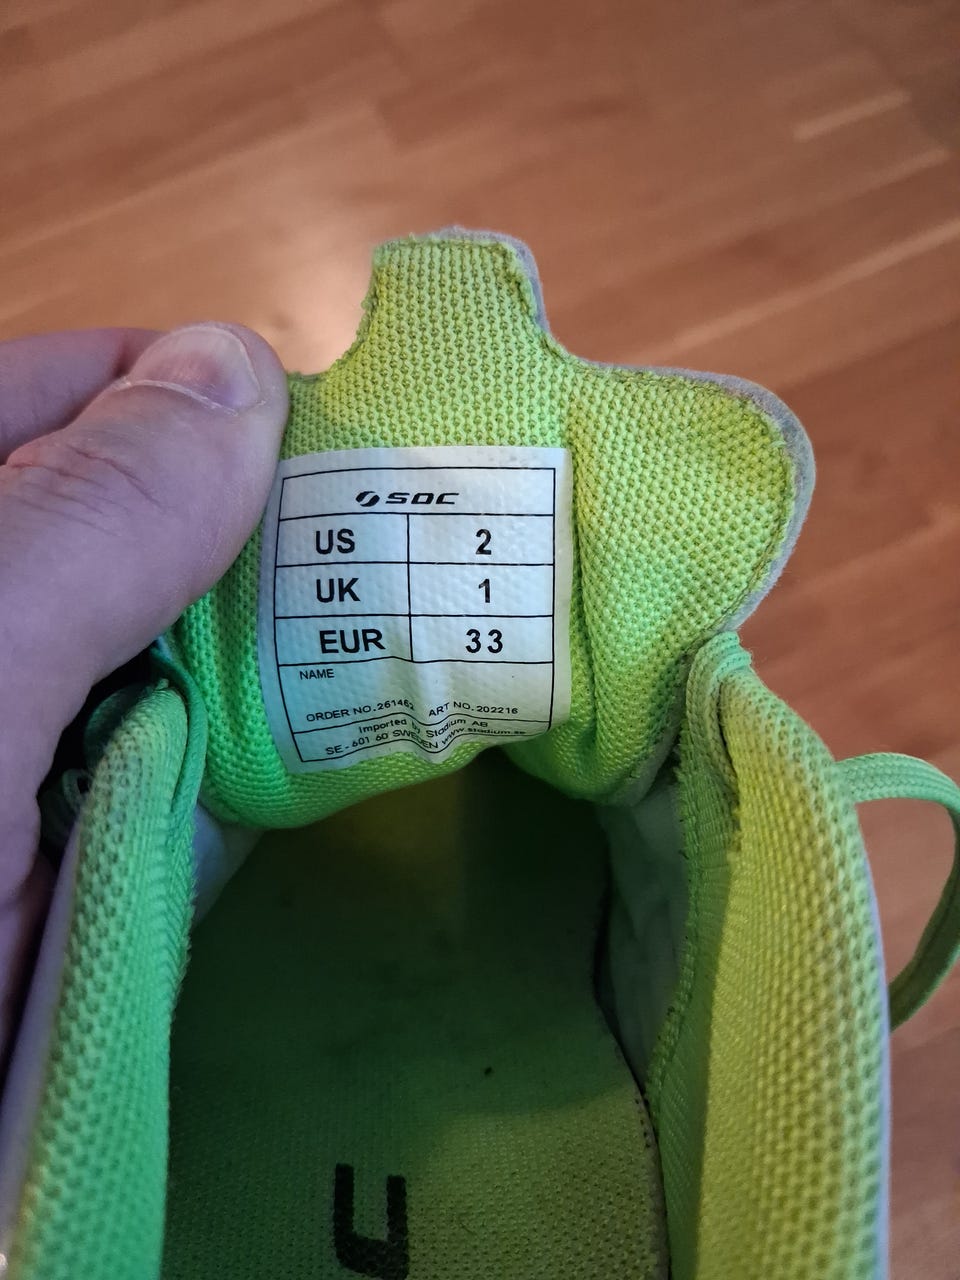 SOC
US 2
UK 1
EUR 33
NAME
ORDER NO.261462 ART NO.202216
Imported by Stadium AB
SE-601 60 SWEDEN www.stadium.se